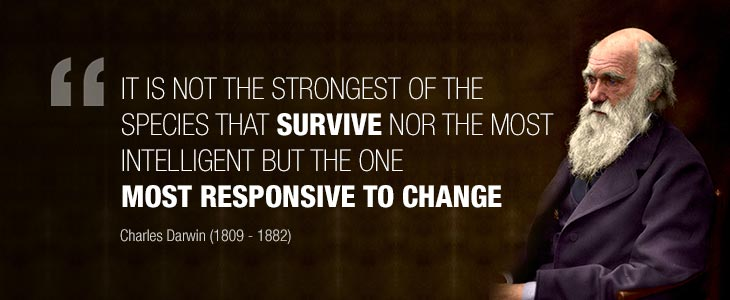 “
IT IS NOT THE STRONGEST OF THE
SPECIES THAT SURVIVE NOR THE MOST
INTELLIGENT BUT THE ONE
MOST RESPONSIVE TO CHANGE
Charles Darwin (1809 - 1882)